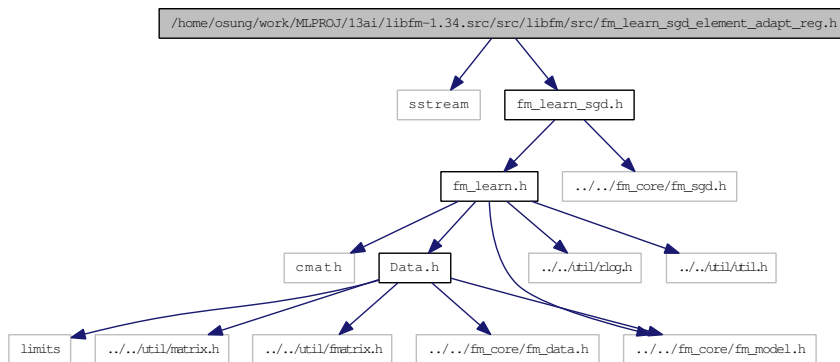 /home/osung/work/MLPROJ/13ai/libfm-1.34.src/src/libfm/src/fm_learn_sgd_element_adapt_reg.h
sstream
fm_learn_sgd.h
fm_learn.h
../../fm_core/fm_sgd.h
cmath
Data.h
../../util/rlog.h
../../util/util.h
limits
../../util/matrix.h
../../util/fmatrix.h
../../fm_core/fm_data.h
../../fm_core/fm_model.h